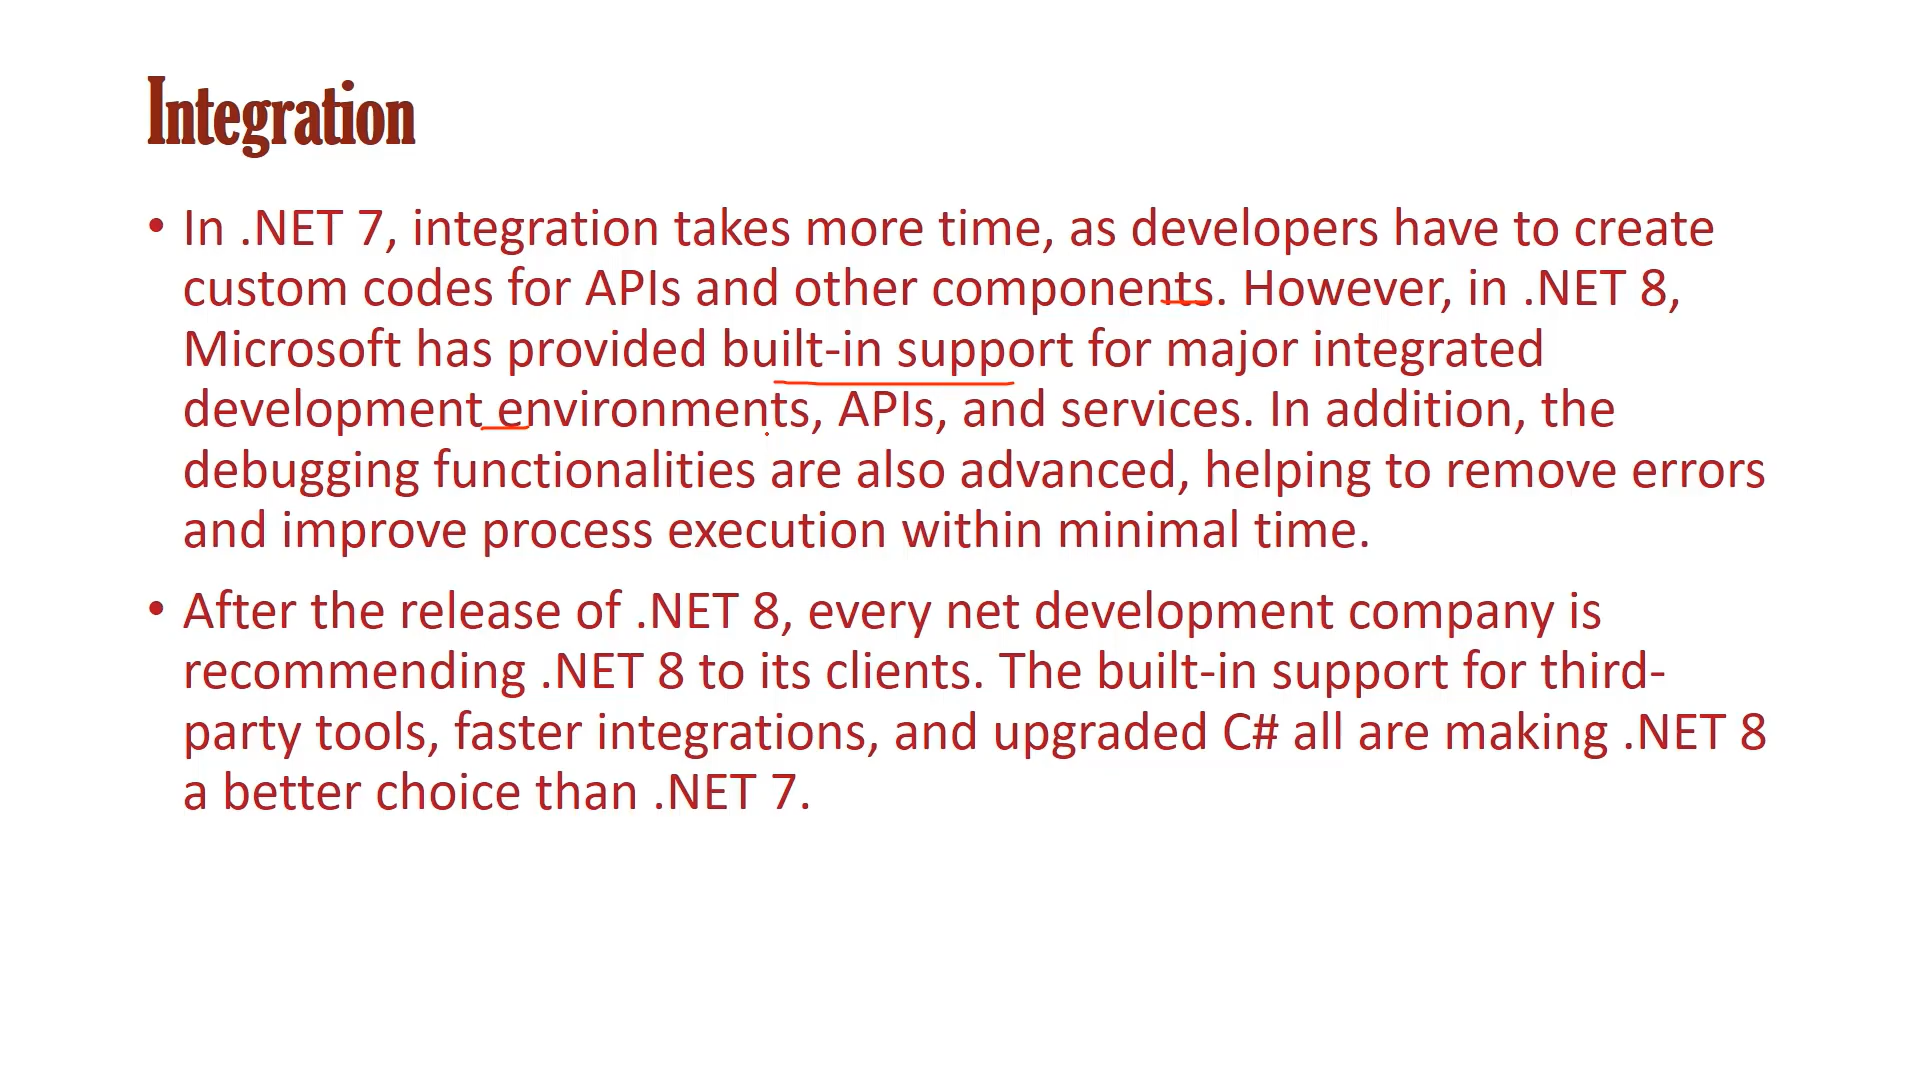 Integration
• In .NET 7, integration takes more time, as developers have to create
custom codes for APIs and other components. However, in .NET 8,
Microsoft has provided built-in support for major integrated
development environments, APIs, and services. In addition, the
debugging functionalities are also advanced, helping to remove errors
and improve process execution within minimal time.
• After the release of .NET 8, every net development company is
recommending .NET 8 to its clients. The built-in support for third-
party tools, faster integrations, and upgraded C# all are making .NET 8
a better choice than .NET 7.